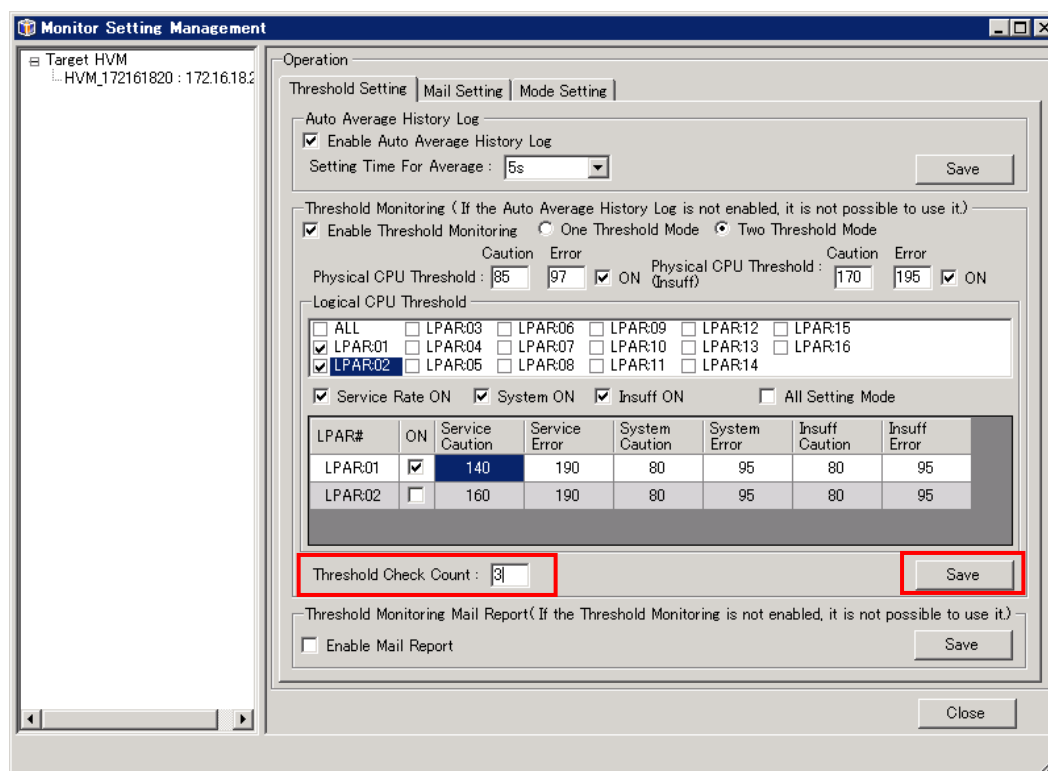 Monitor Setting Management
Target HVM
HVM_172161820 : 172.16.18.2
Operation
Threshold Setting Mail Setting Mode Setting
Auto Average History Log
Enable Auto Average History Log
Setting Time For Average : 5s Save
Threshold Monitoring ( If the Auto Average History Log is not enabled, it is not possible to use it.)
Enable Threshold Monitoring One Threshold Mode Two Threshold Mode
Caution Error Caution Error
Physical CPU Threshold : 85 97 ON Physical CPU Threshold : 170 195 ON
(Insuff)
Logical CPU Threshold
ALL LPAR:03 LPAR:06 LPAR:09 LPAR:12 LPAR:15
LPAR:01 LPAR:04 LPAR:07 LPAR:10 LPAR:13 LPAR:16
LPAR:02 LPAR:05 LPAR:08 LPAR:11 LPAR:14
Service Rate ON System ON Insuff ON All Setting Mode
LPAR# ON Service Caution Service Error System Caution System Error Insuff Caution Insuff Error
LPAR:01 140 190 80 95 80 95
LPAR:02 160 190 80 95 80 95
Threshold Check Count : 3 Save
Threshold Monitoring Mail Report( If the Threshold Monitoring is not enabled, it is not possible to use it.)
Enable Mail Report Save
Close